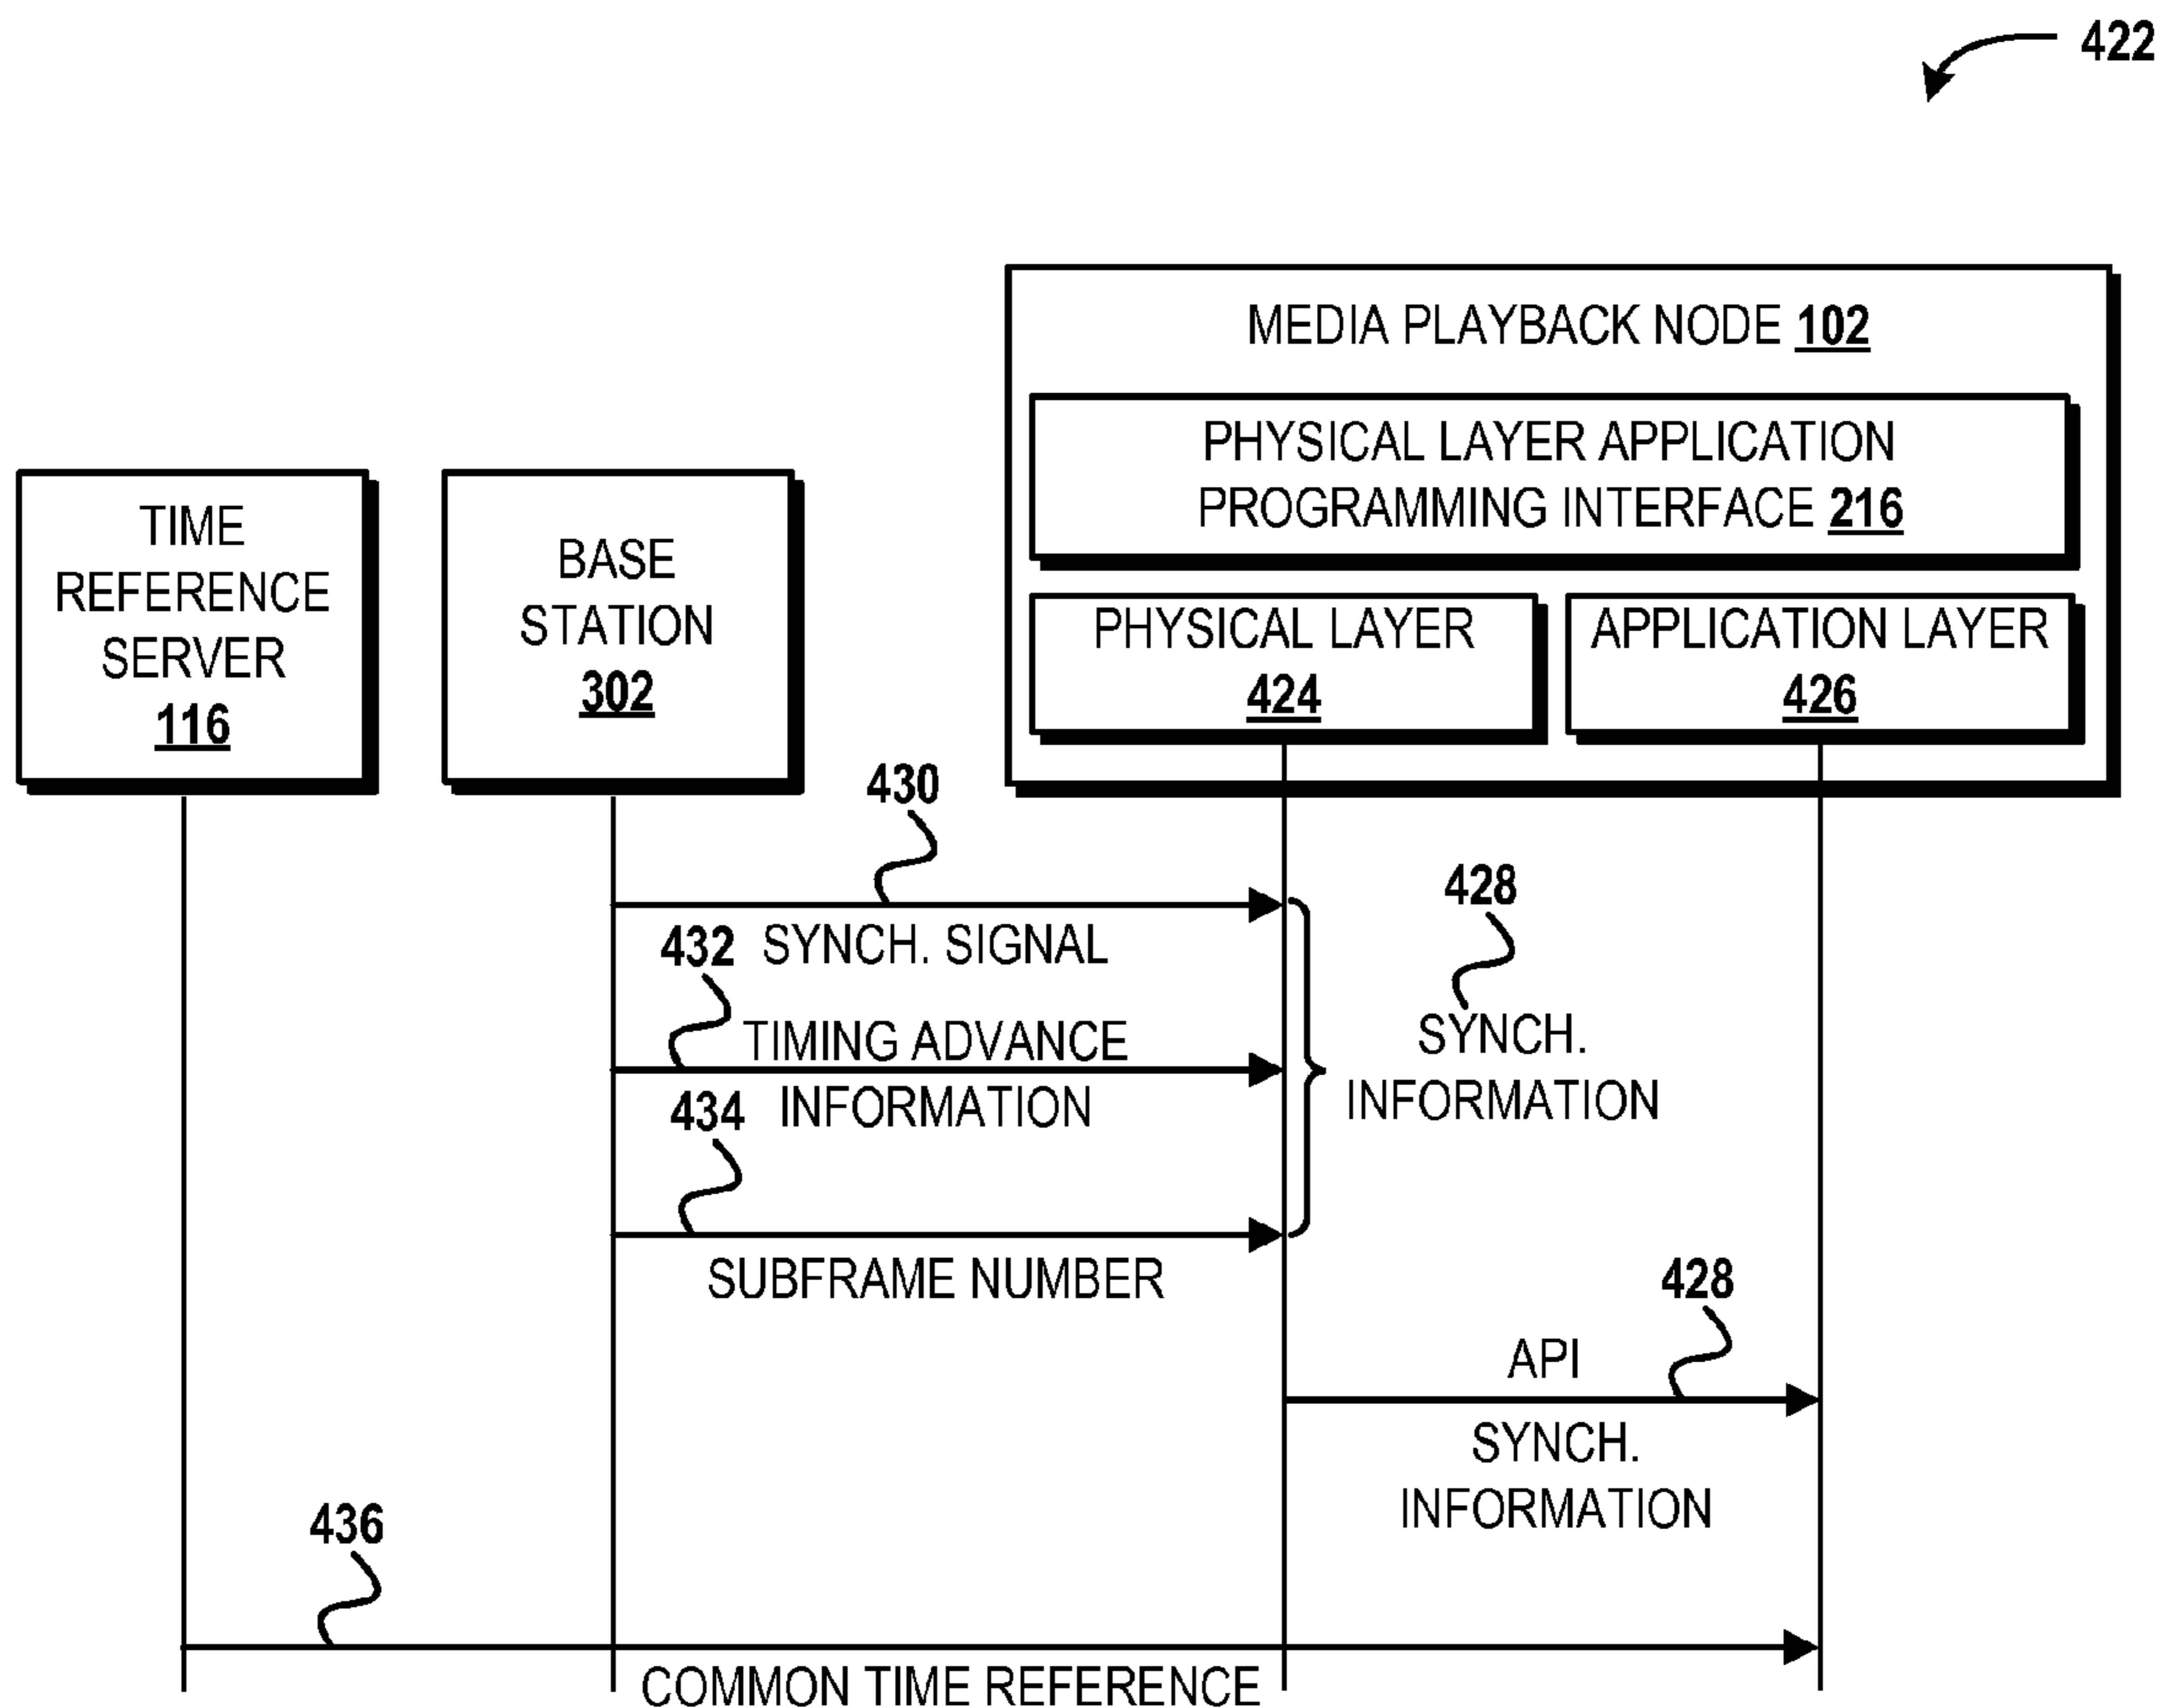 422
MEDIA PLAYBACK NODE 102
PHYSICAL LAYER APPLICATION
PROGRAMMING INTERFACE 216
TIME
REFERENCE
SERVER
116
BASE
STATION
302
PHYSICAL LAYER
424
APPLICATION LAYER
426
430
SYNCH. SIGNAL
432
TIMING ADVANCE
INFORMATION
434
SUBFRAME NUMBER
428
SYNCH.
INFORMATION
428
API
SYNCH.
INFORMATION
436
COMMON TIME REFERENCE